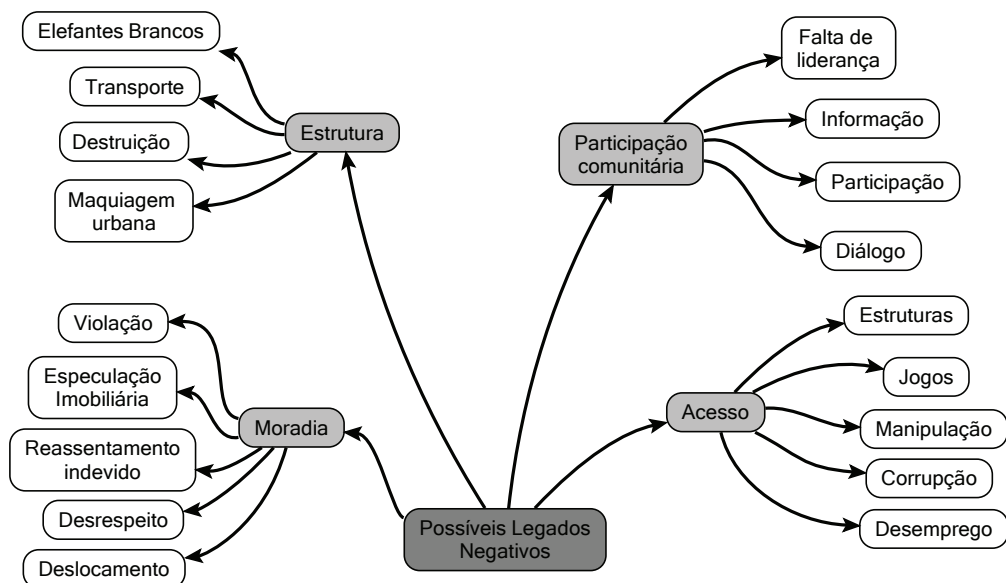 Elefantes Brancos
Transporte
Destruição
Maquiagem
urbana
Estrutura
Falta de
liderança
Informação
Participação
Diálogo
Participação
comunitária
Violação
Especulação
Imobiliária
Reassentamento
indevido
Desrespeito
Deslocamento
Moradia
Estruturas
Jogos
Manipulação
Corrupção
Desemprego
Acesso
Possíveis Legados
Negativos